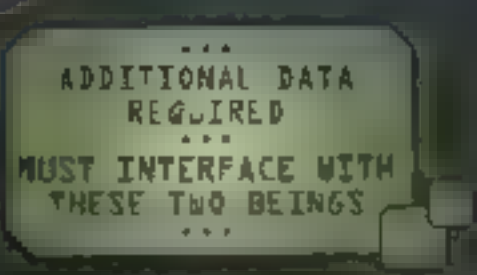 ...
ADDITIONAL DATA
REQUIRED
...
MUST INTERFACE WITH
THESE TWO BEINGS
...